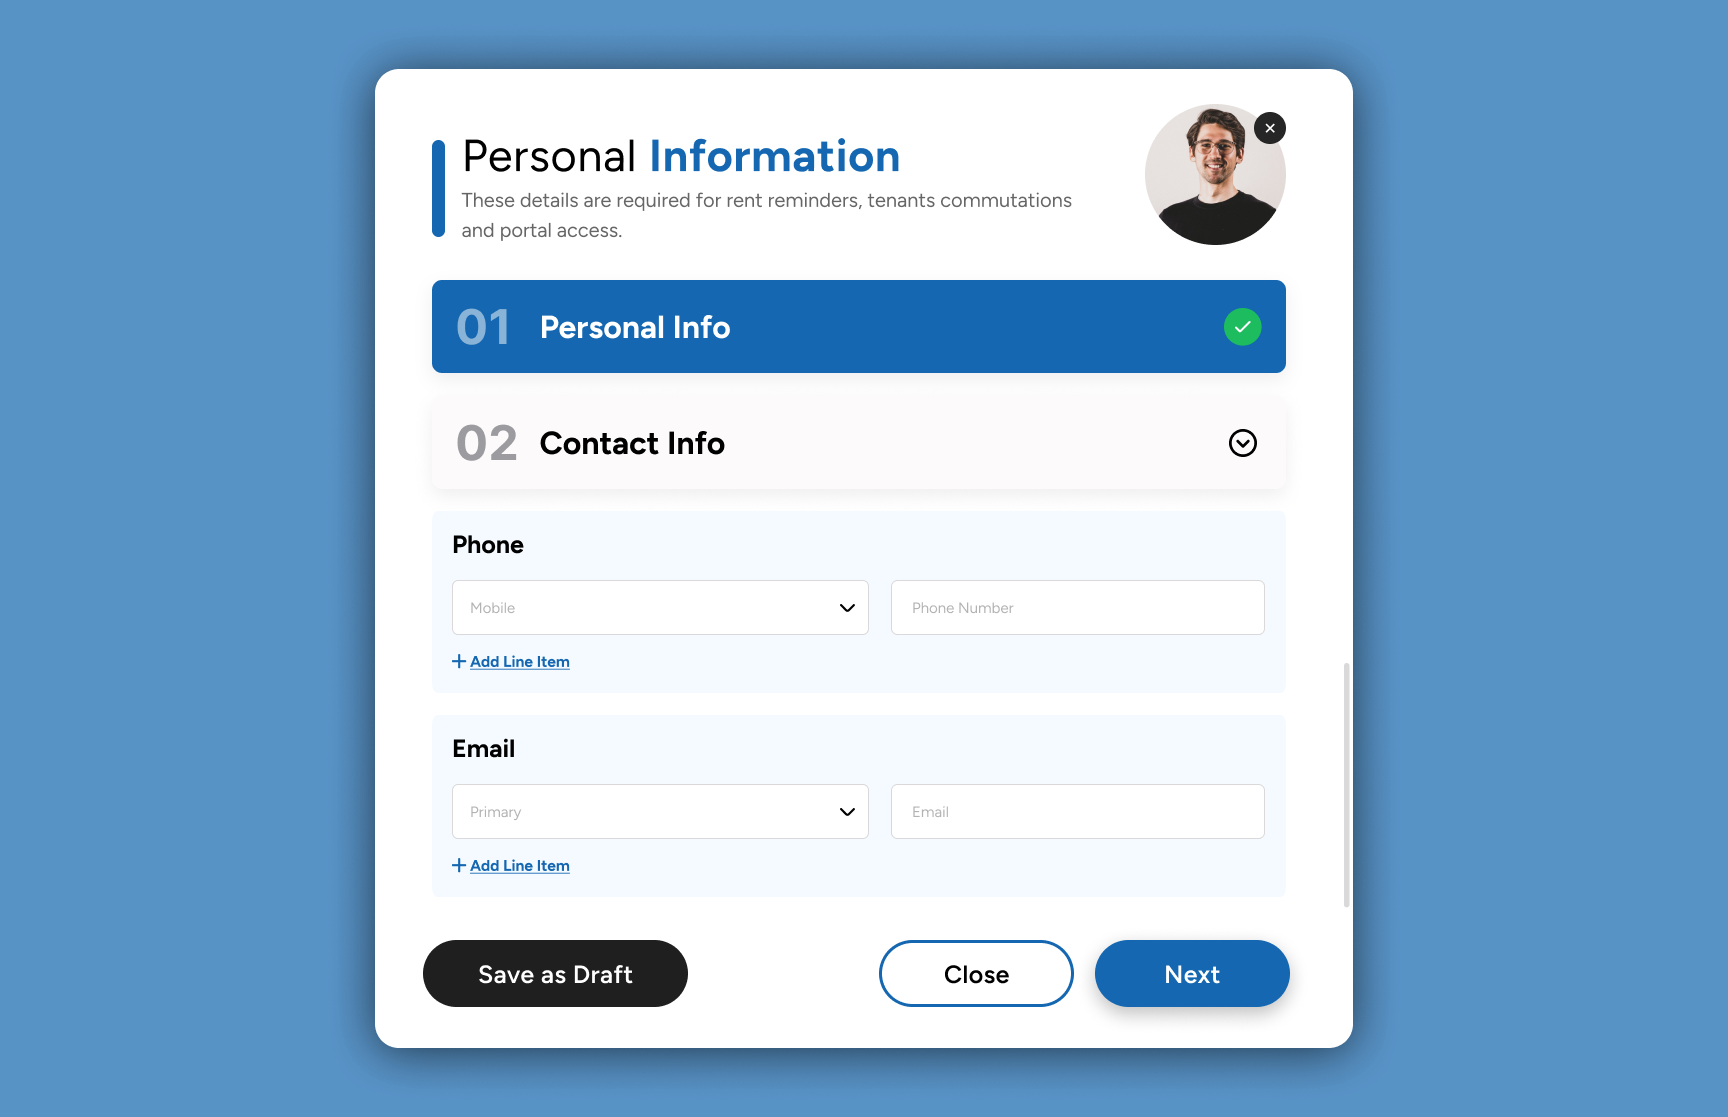 Personal Information
These details are required for rent reminders, tenants commutations
and portal access.
01 Personal Info
02 Contact Info
Phone
Mobile
Phone Number
Add Line Item
Email
Primary
Email
Add Line Item
Save as Draft
Close
Next